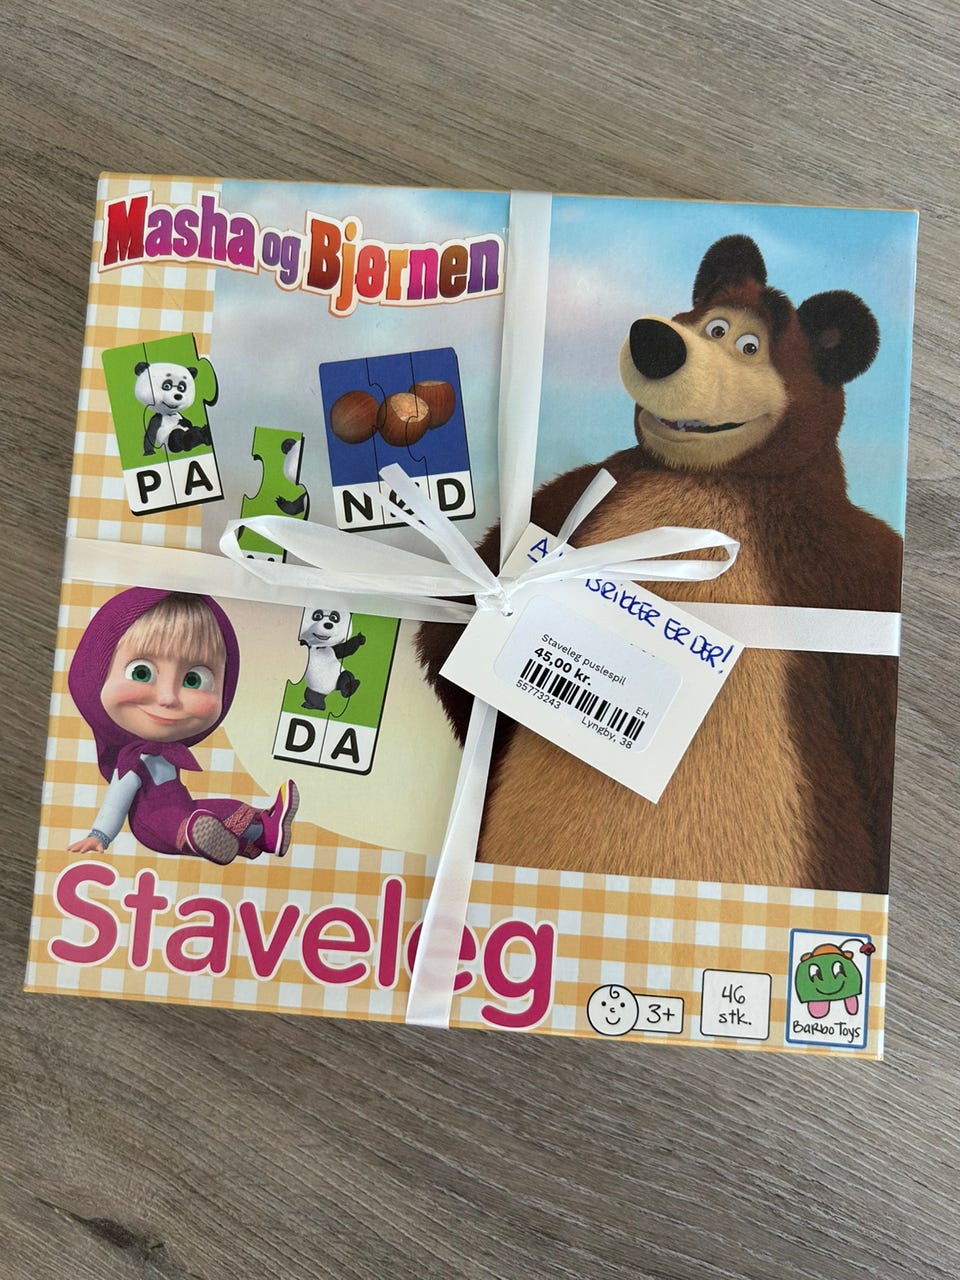 Masha og Bjørnen
PA
N D
DA
BRIKKER ER DER!
Staveleg puslespil
45,00 kr.
55773243
EH
Lyngby, 38
Staveleg
3+
46
stk.
BARBO TOYS